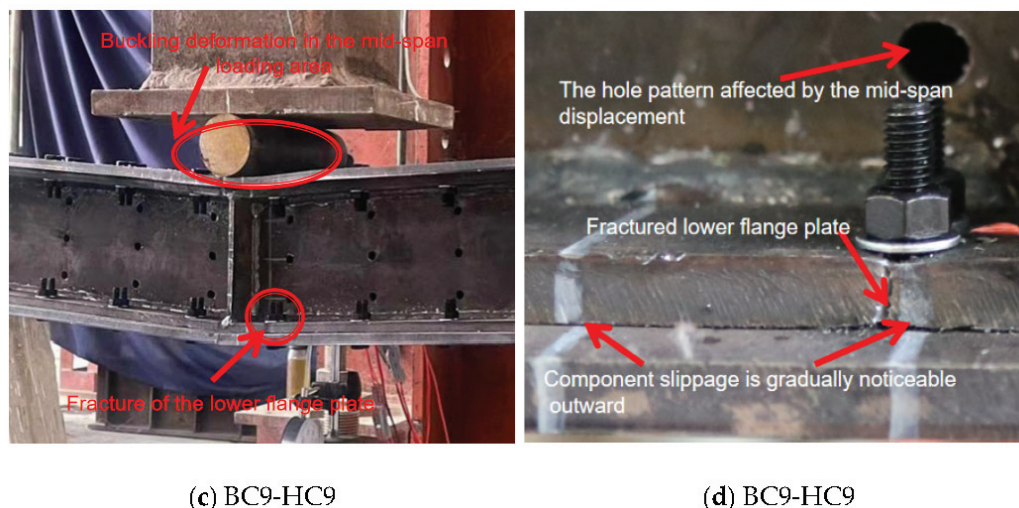 Buckling deformation in the mid-span
loading area
Fracture of the lower flange plate
(c) BC9-HC9
The hole pattern affected by the mid-span
displacement
Fractured lower flange plate
Component slippage is gradually noticeable
outward
(d) BC9-HC9